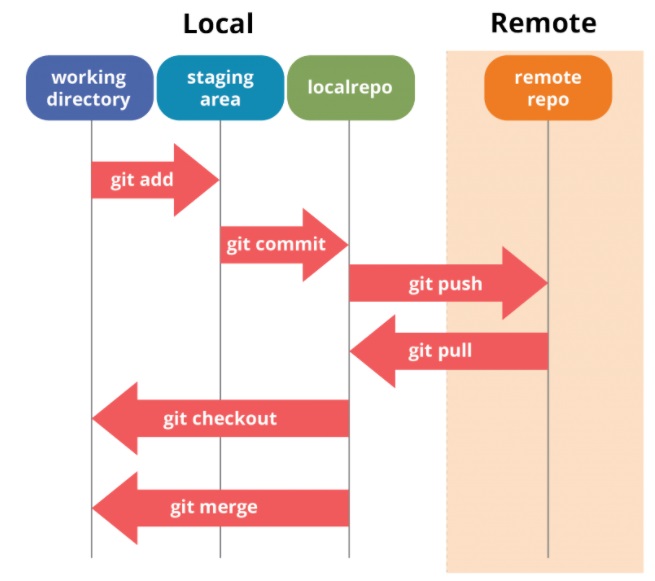 Local
Remote
working
directory
staging
area
localrepo
remote
repo
git add
git commit
git push
git pull
git checkout
git merge